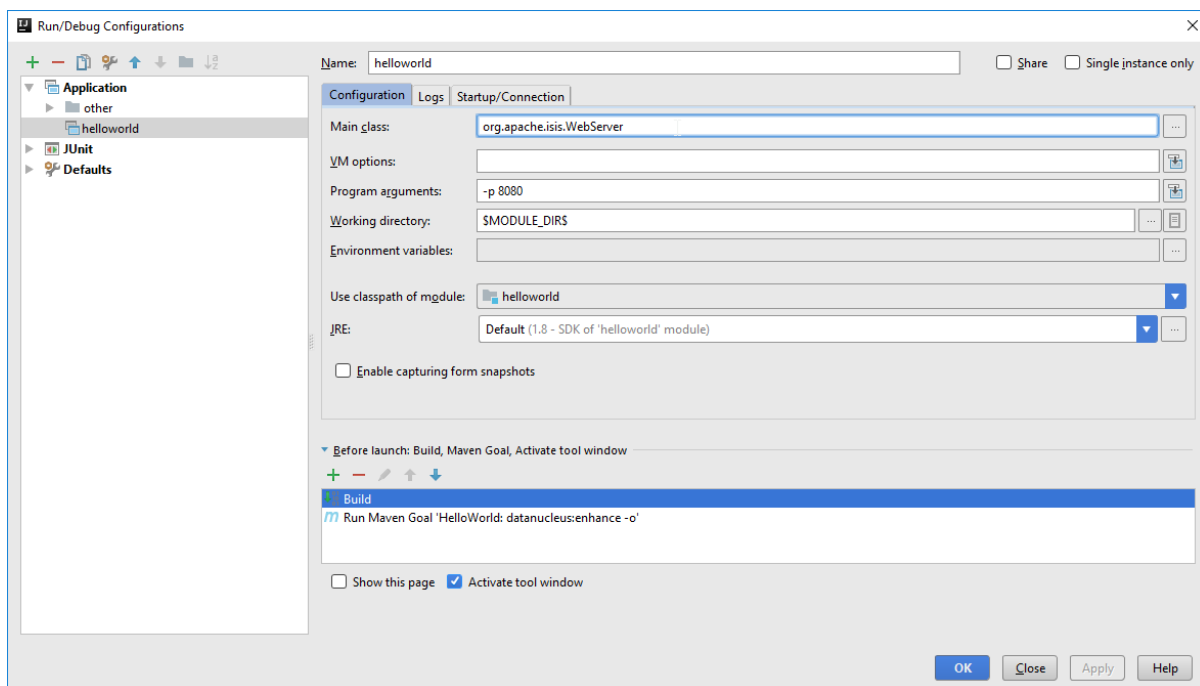 Run/Debug Configurations
Name: helloworld Share Single instance only
Application
other
helloworld
JUnit
Defaults
Configuration Logs Startup/Connection
Main class: org.apache.isis.WebServer ...
VM options:
Program arguments: -p 8080
Working directory: $MODULE_DIR$ ...
Environment variables: ...
Use classpath of module: helloworld
JRE: Default (1.8 - SDK of 'helloworld' module) ...
Enable capturing form snapshots
Before launch: Build, Maven Goal, Activate tool window
Build
m Run Maven Goal 'HelloWorld: datanucleus:enhance -o'
Show this page Activate tool window
OK Close Apply Help